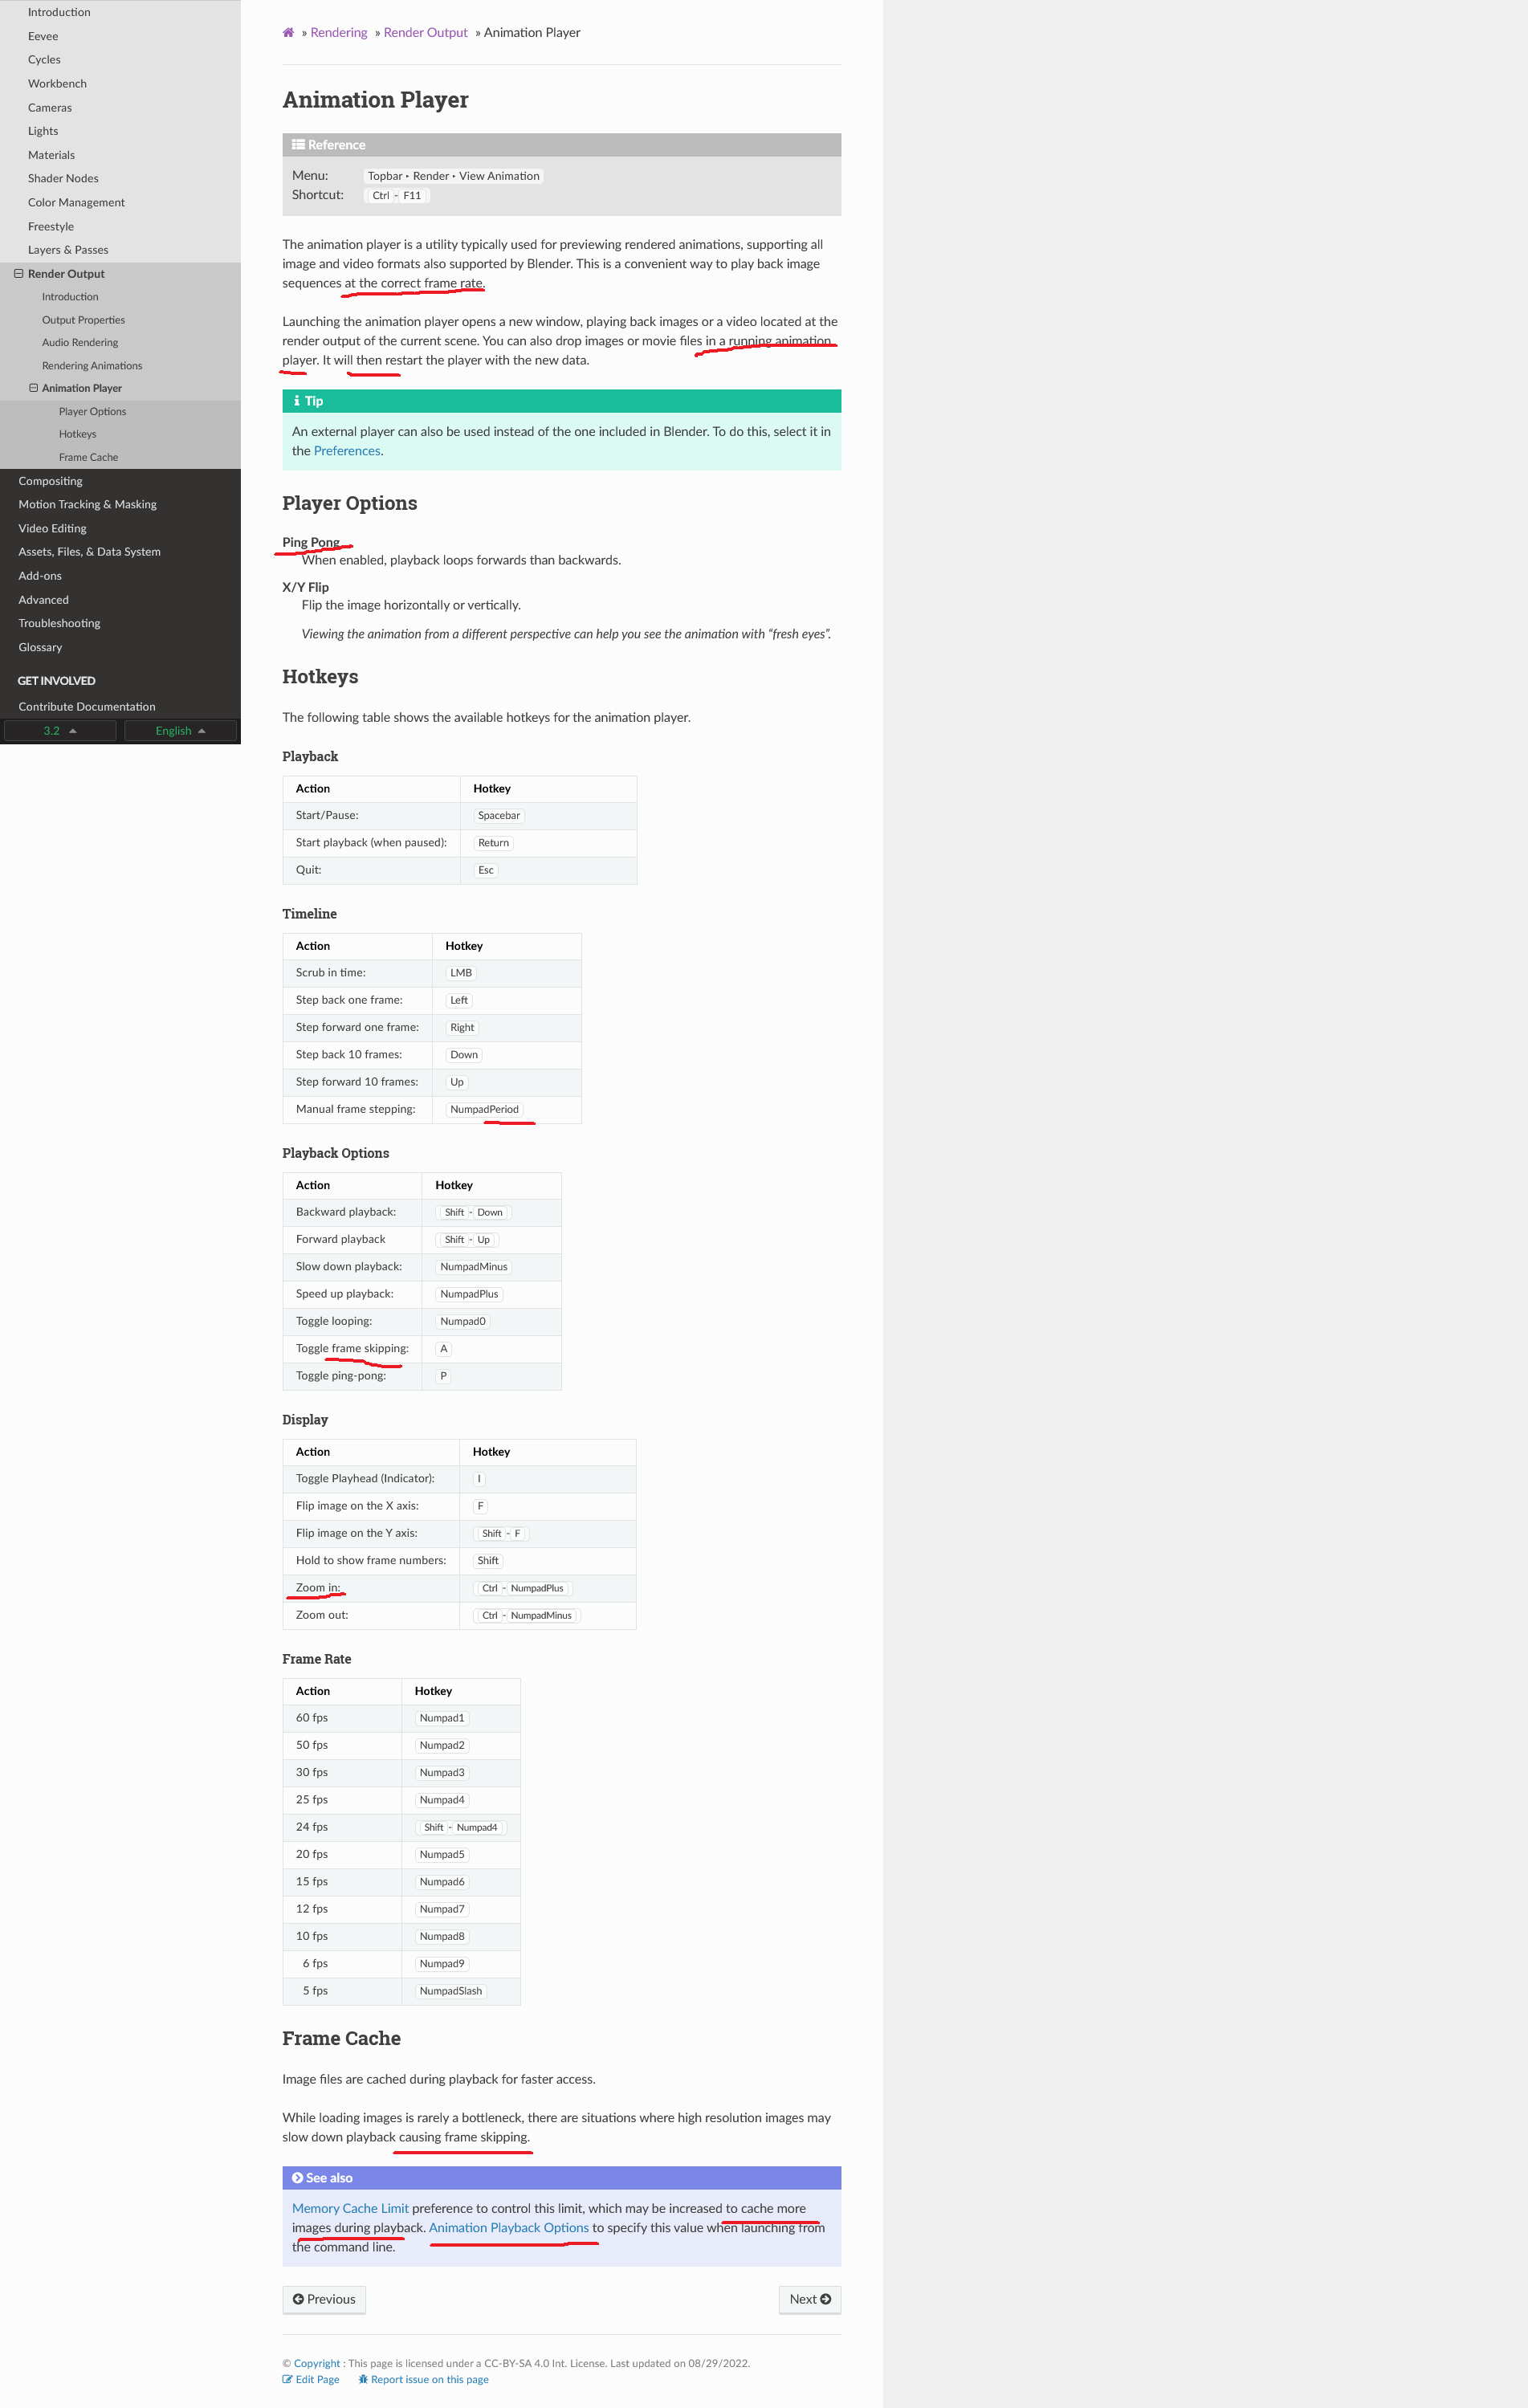 Introduction
Eevee
Cycles
Workbench
Cameras
Lights
Materials
Shader Nodes
Color Management
Freestyle
Layers & Passes
Render Output
Introduction
Output Properties
Audio Rendering
Rendering Animations
Animation Player
Player Options
Hotkeys
Frame Cache
Compositing
Motion Tracking & Masking
Video Editing
Assets, Files, & Data System
Add-ons
Advanced
Troubleshooting
Glossary
GET INVOLVED
Contribute Documentation
3.2 English
» Rendering » Render Output » Animation Player
Animation Player
Reference
Menu: Topbar ‣ Render ‣ View Animation
Shortcut: Ctrl - F11
The animation player is a utility typically used for previewing rendered animations, supporting all
image and video formats also supported by Blender. This is a convenient way to play back image
sequences at the correct frame rate.
Launching the animation player opens a new window, playing back images or a video located at the
render output of the current scene. You can also drop images or movie files in a running animation
player. It will then restart the player with the new data.
Tip
An external player can also be used instead of the one included in Blender. To do this, select it in
the Preferences.
Player Options
Ping Pong
When enabled, playback loops forwards than backwards.
X/Y Flip
Flip the image horizontally or vertically.
Viewing the animation from a different perspective can help you see the animation with “fresh eyes”.
Hotkeys
The following table shows the available hotkeys for the animation player.
Playback
Action Hotkey
Start/Pause: Spacebar
Start playback (when paused): Return
Quit: Esc
Timeline
Action Hotkey
Scrub in time: LMB
Step back one frame: Left
Step forward one frame: Right
Step back 10 frames: Down
Step forward 10 frames: Up
Manual frame stepping: NumpadPeriod
Playback Options
Action Hotkey
Backward playback: Shift - Down
Forward playback Shift - Up
Slow down playback: NumpadMinus
Speed up playback: NumpadPlus
Toggle looping: Numpad0
Toggle frame skipping: A
Toggle ping-pong: P
Display
Action Hotkey
Toggle Playhead (Indicator): I
Flip image on the X axis: F
Flip image on the Y axis: Shift - F
Hold to show frame numbers: Shift
Zoom in: Ctrl - NumpadPlus
Zoom out: Ctrl - NumpadMinus
Frame Rate
Action Hotkey
60 fps Numpad1
50 fps Numpad2
30 fps Numpad3
25 fps Numpad4
24 fps Shift - Numpad4
20 fps Numpad5
15 fps Numpad6
12 fps Numpad7
10 fps Numpad8
6 fps Numpad9
5 fps NumpadSlash
Frame Cache
Image files are cached during playback for faster access.
While loading images is rarely a bottleneck, there are situations where high resolution images may
slow down playback causing frame skipping.
See also
Memory Cache Limit preference to control this limit, which may be increased to cache more
images during playback. Animation Playback Options to specify this value when launching from
the command line.
Previous Next
© Copyright : This page is licensed under a CC-BY-SA 4.0 Int. License. Last updated on 08/29/2022.
Edit Page Report issue on this page